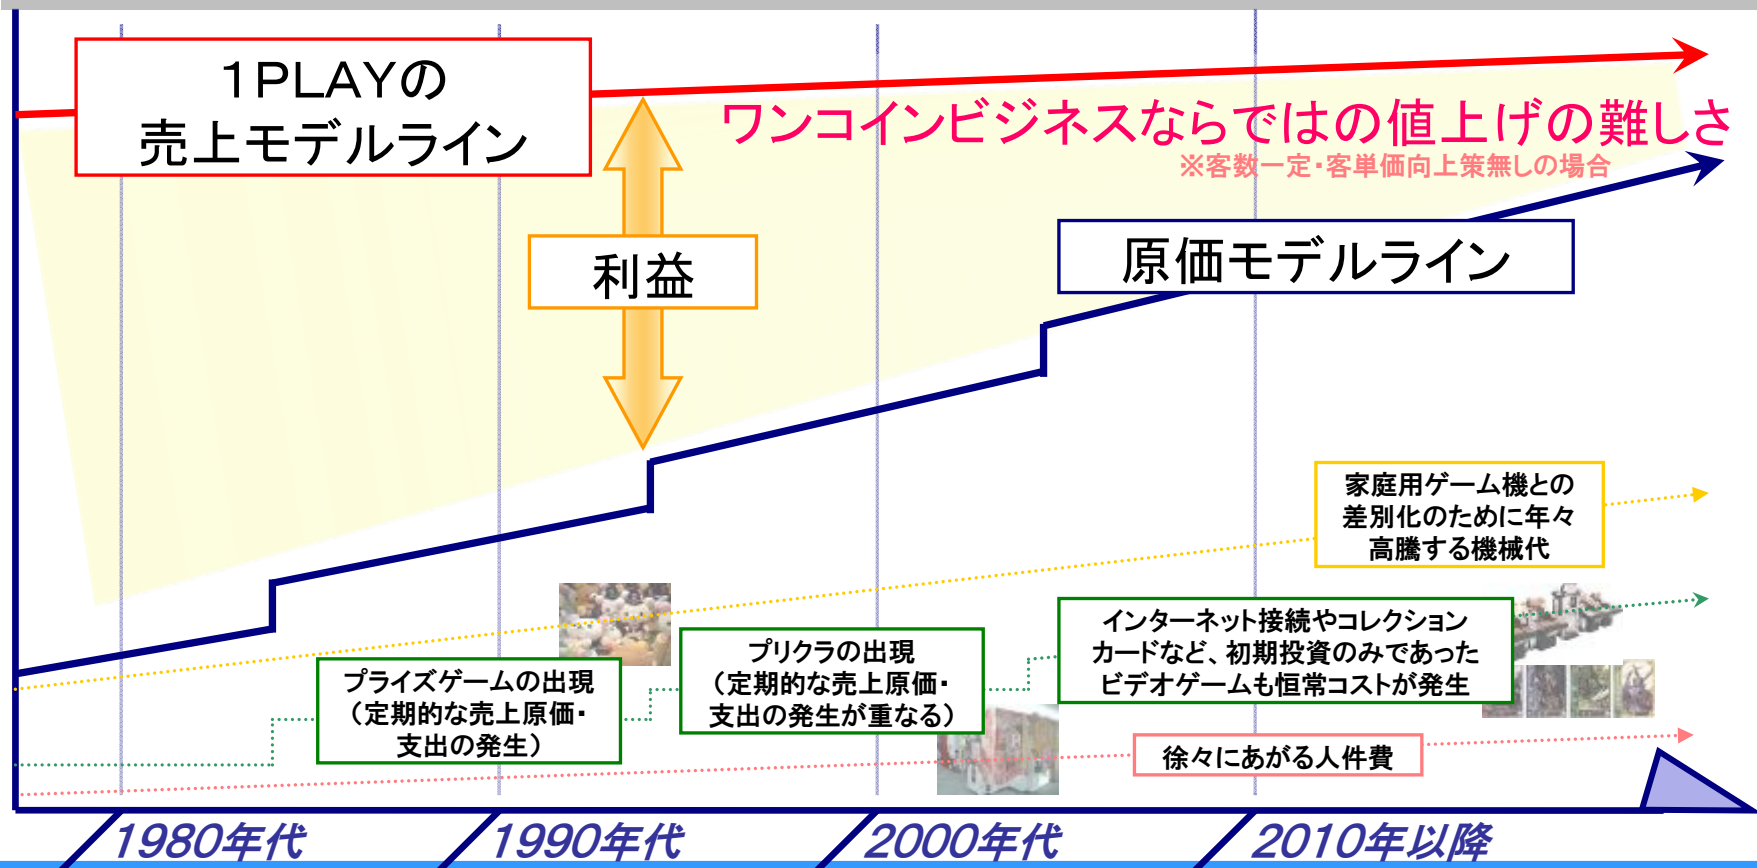 1PLAYの
売上モデルライン
ワンコインビジネスならではの値上げの難しさ
※客数一定・客単価向上策無しの場合
利益
原価モデルライン
家庭用ゲーム機との
差別化のために年々
高騰する機械代
インターネット接続やコレクション
カードなど、初期投資のみであった
ビデオゲームも恒常コストが発生
プリクラの出現
（定期的な売上原価・
支出の発生が重なる）
プライズゲームの出現
（定期的な売上原価・
支出の発生）
徐々にあがる人件費
1980年代
1990年代
2000年代
2010年以降